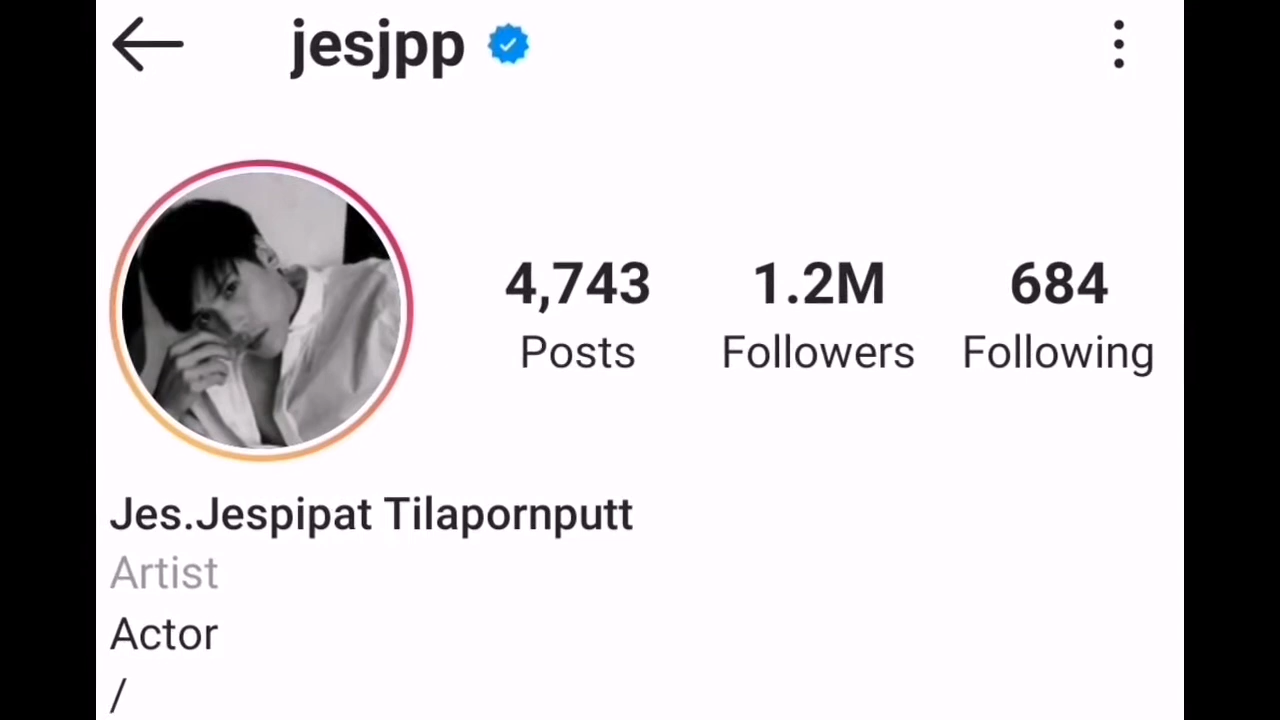 jesjpp
4,743 1.2M 684
Posts Followers Following
Jes.Jespipat Tilapornputt
Artist
Actor
/